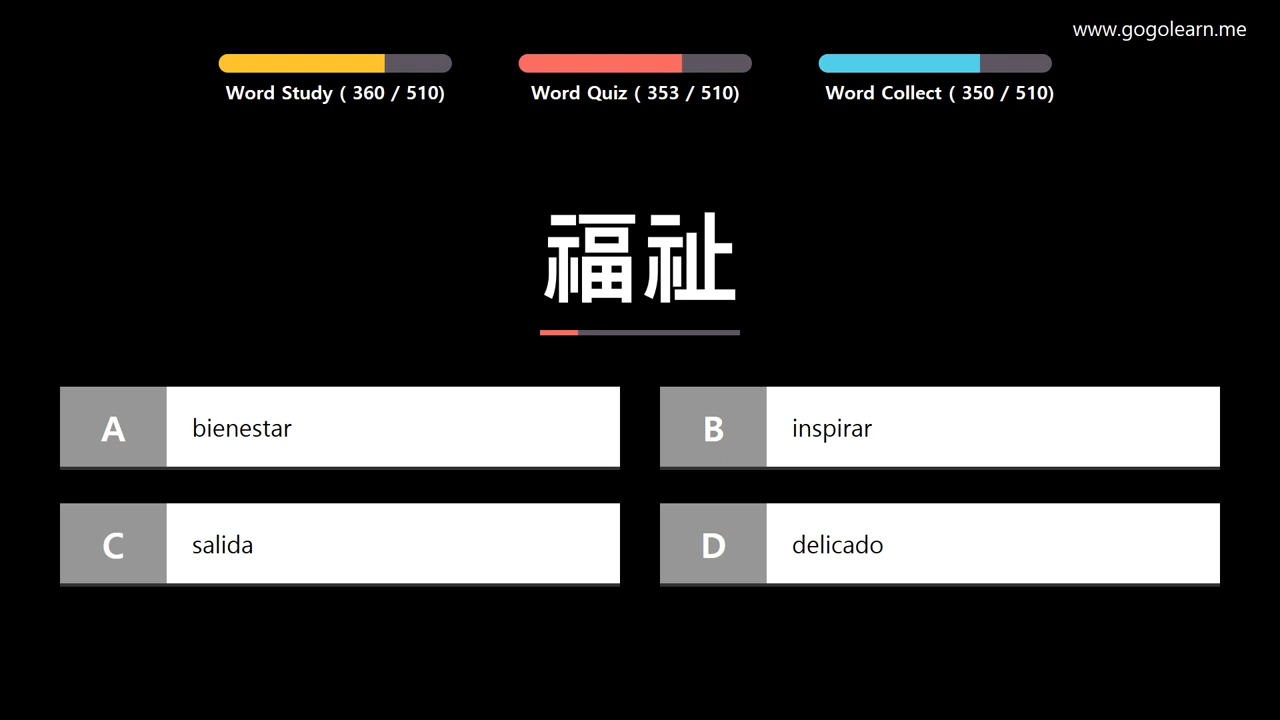 www.gogolearn.me
Word Study ( 360 / 510)
Word Quiz ( 353 / 510)
Word Collect ( 350 / 510)
福祉
A bienestar
B inspirar
C salida
D delicado